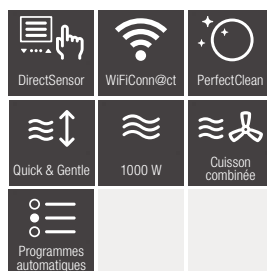 DirectSensor
WiFiConn@ct
PerfectClean
Quick & Gentle
1000 W
Cuisson
combinée
Programmes
automatiques